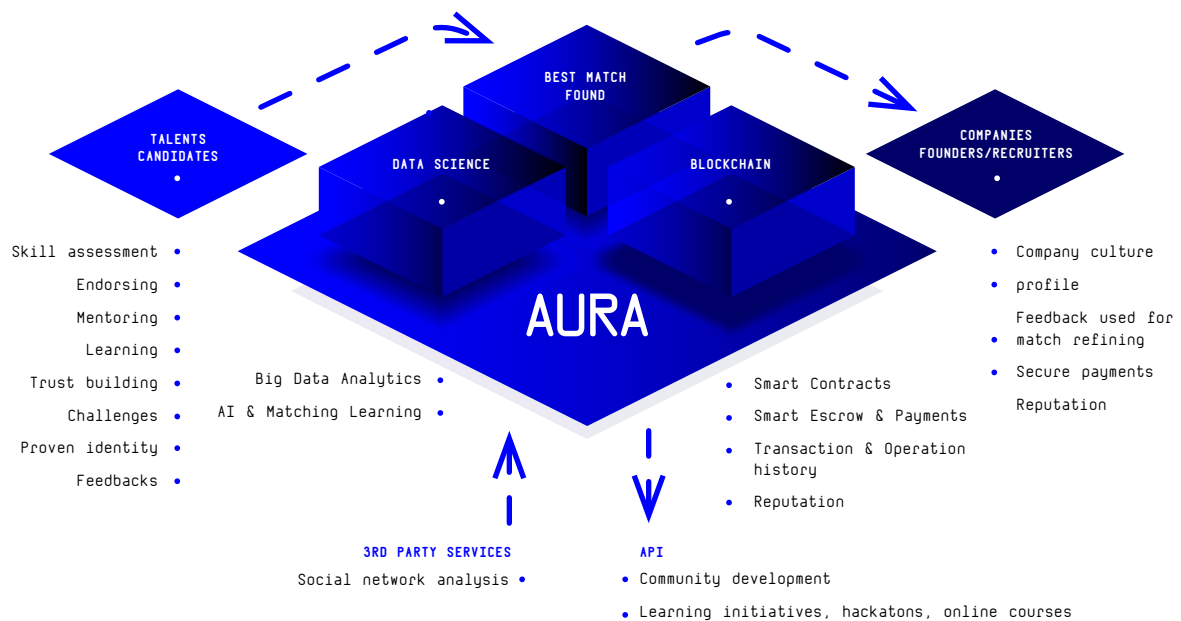 BEST MATCH
FOUND
TALENTS
CANDIDATES
DATA SCIENCE
BLOCKCHAIN
COMPANIES
FOUNDERS/RECRUITERS
AURA
Skill assessment
Endorsing
Mentoring
Learning
Trust building
Challenges
Proven identity
Feedbacks
Big Data Analytics
AI & Matching Learning
Smart Contracts
Smart Escrow & Payments
Transaction & Operation
history
Reputation
Company culture
profile
Feedback used for
match refining
Secure payments
Reputation
3RD PARTY SERVICES
Social network analysis
API
Community development
Learning initiatives, hackatons, online courses